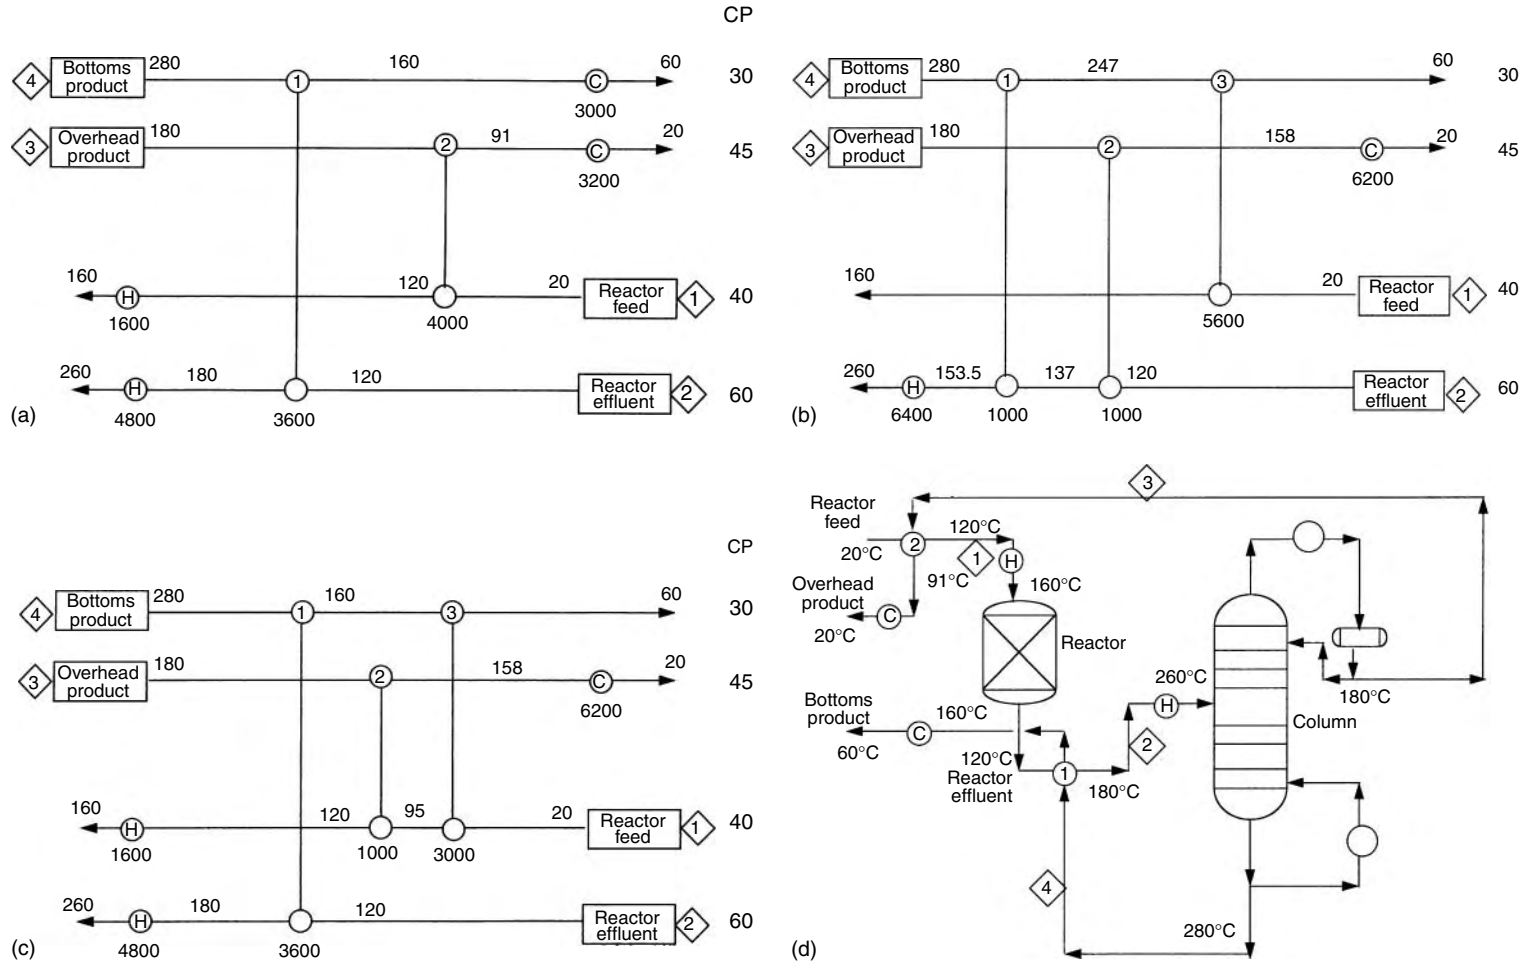 CP
4
Bottoms
product
280
1
160
C
3000
60
30
3
Overhead
product
180
2
91
C
3200
20
45
160
H
1600
120
4000
20
Reactor
feed
1
40
260
H
4800
180
3600
120
Reactor
effluent
2
60
(a)
4
Bottoms
product
280
1
247
3
60
30
3
Overhead
product
180
2
158
C
6200
20
45
160
5600
20
Reactor
feed
1
40
260
H
6400
153.5
1000
137
1000
120
Reactor
effluent
2
60
(b)
CP
4
Bottoms
product
280
1
160
3
60
30
3
Overhead
product
180
2
158
C
6200
20
45
160
H
1600
120
1000
95
3000
20
Reactor
feed
1
40
260
H
4800
180
3600
120
Reactor
effluent
2
60
(c)
3
Reactor
feed
20°C
2
120°C
1
H
160°C
91°C
Overhead
product
C
20°C
Reactor
Bottoms
product
160°C
C
60°C
120°C
Reactor
effluent
1
180°C
2
H
260°C
180°C
Column
4
280°C
(d)